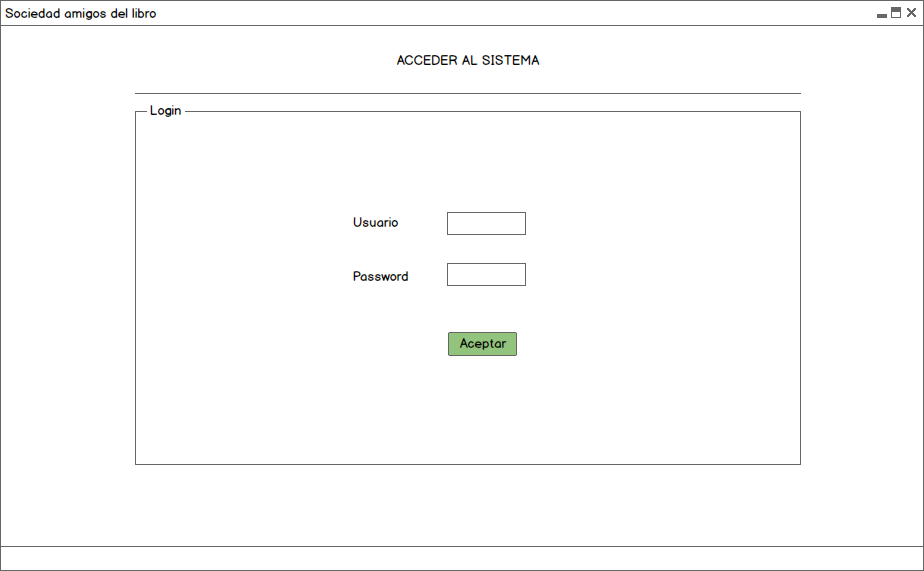 Sociedad amigos del libro
ACCEDER AL SISTEMA
Login
Usuario
Password
Aceptar